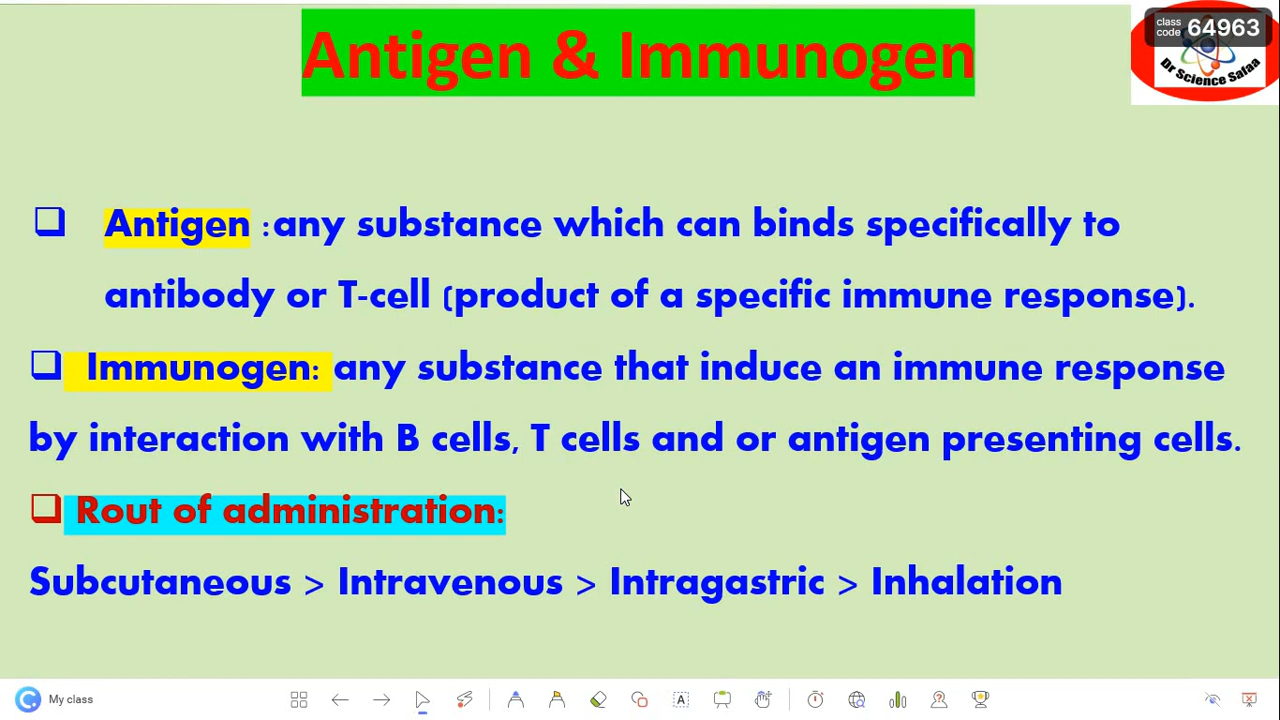 Antigen & Immunogen
class code 64963
Dr Science Safaa
Antigen :any substance which can binds specifically to
antibody or T-cell (product of a specific immune response).
Immunogen: any substance that induce an immune response
by interaction with B cells, T cells and or antigen presenting cells.
Rout of administration:
Subcutaneous > Intravenous > Intragastric > Inhalation
My class